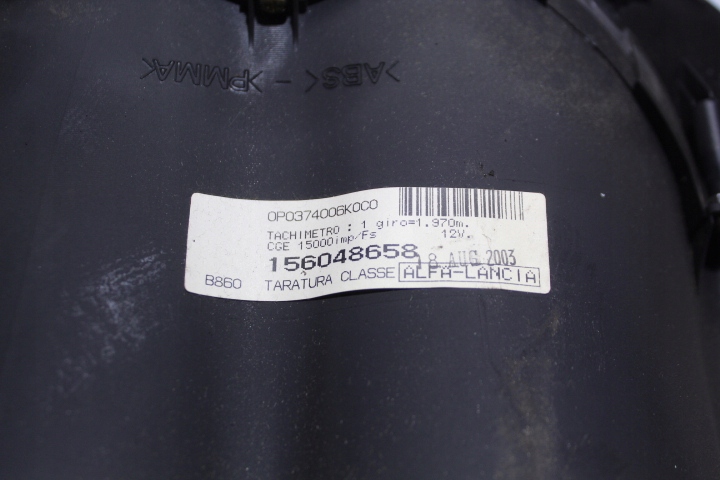 >PMMA< - >ABS<
0P0374006K0C0
TACHIMETRO : 1 giro=1.970m.
CGE 15000imp/Fs 12V.
156048658 8 AUG 2003
B860 TARATURA CLASSE ALFA-LANCIA